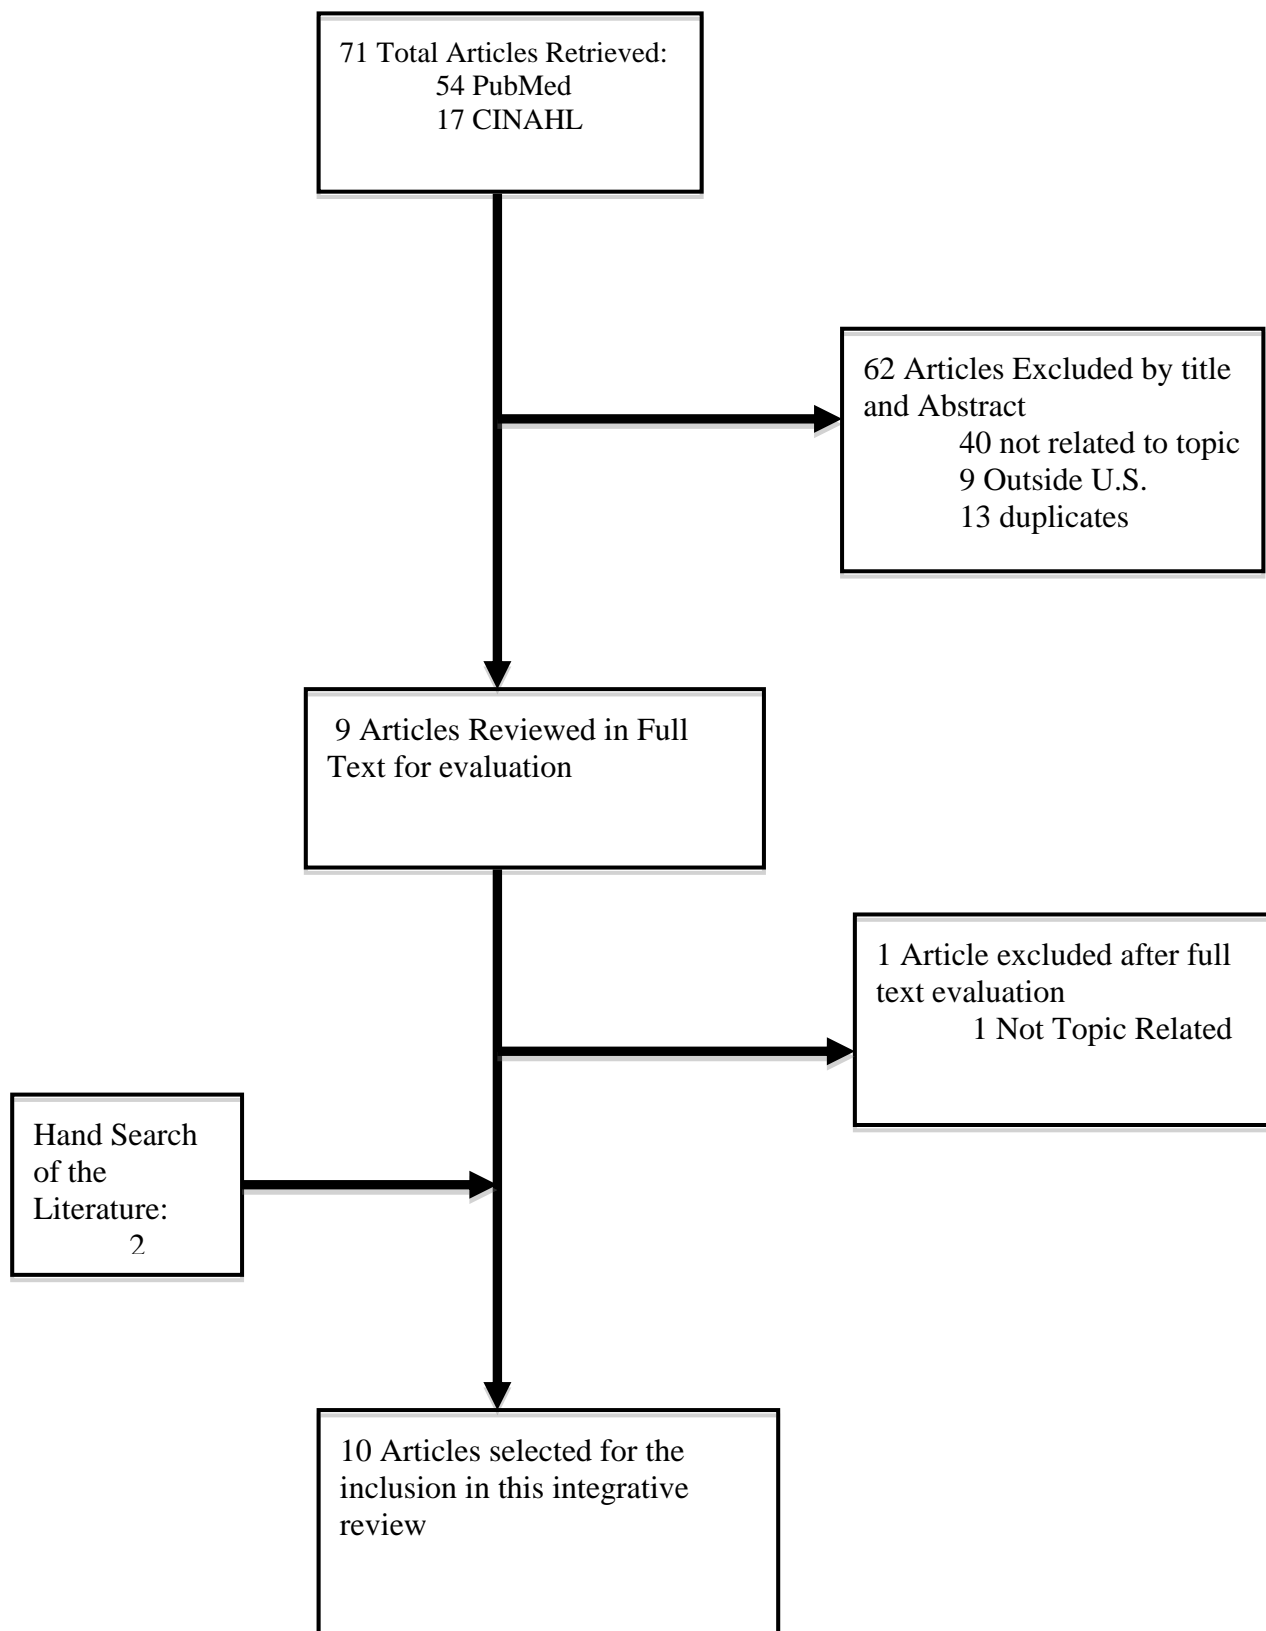 71 Total Articles Retrieved:
54 PubMed
17 CINAHL
62 Articles Excluded by title
and Abstract
40 not related to topic
9 Outside U.S.
13 duplicates
9 Articles Reviewed in Full
Text for evaluation
1 Article excluded after full
text evaluation
1 Not Topic Related
Hand Search
of the
Literature:
2
10 Articles selected for the
inclusion in this integrative
review